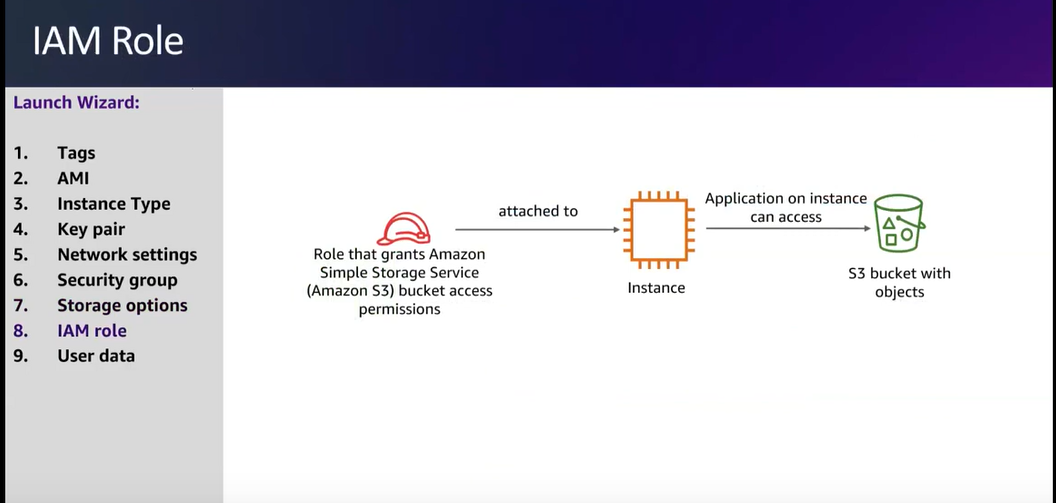 IAM Role
Launch Wizard:
1. Tags
2. AMI
3. Instance Type
4. Key pair
5. Network settings
6. Security group
7. Storage options
8. IAM role
9. User data
Role that grants Amazon
Simple Storage Service
(Amazon S3) bucket access
permissions
attached to
Instance
Application on instance
can access
S3 bucket with
objects